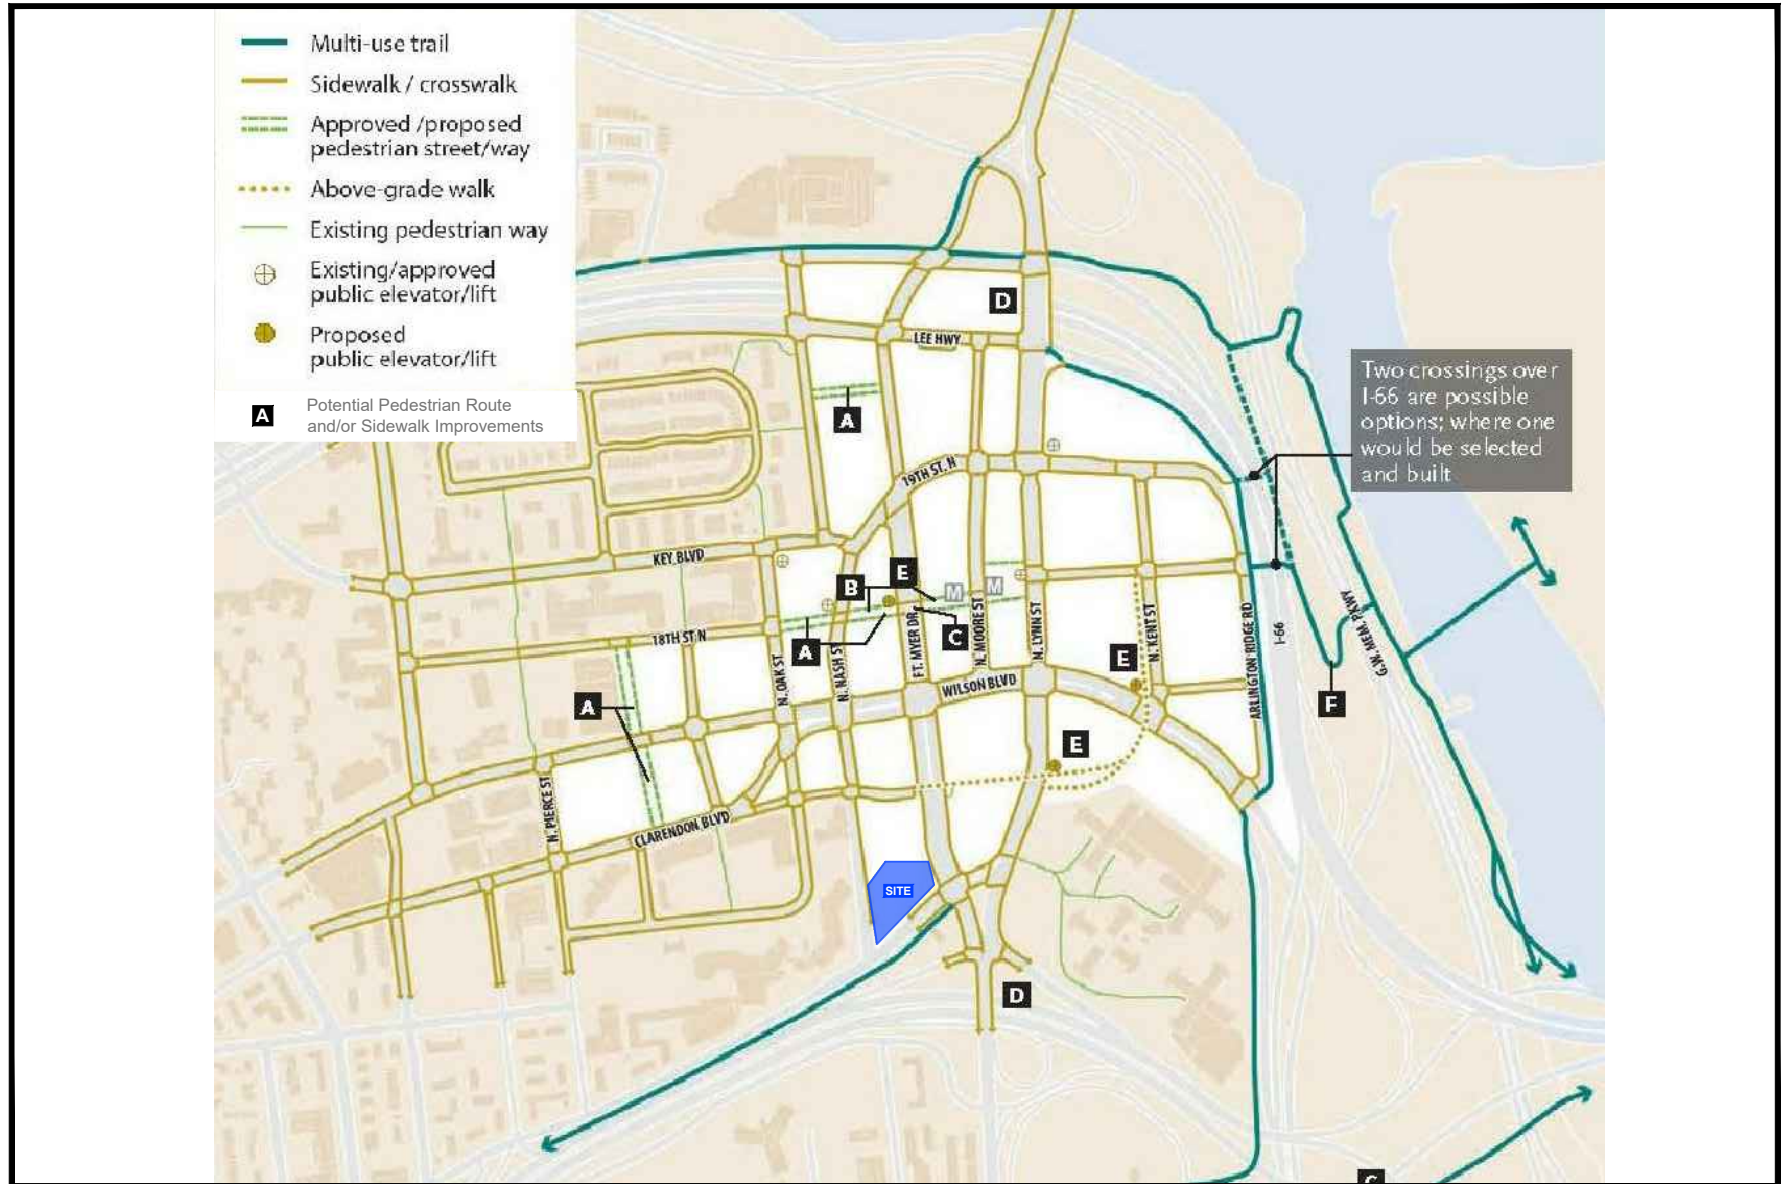 Multi-use trail
Sidewalk / crosswalk
Approved /proposed
pedestrian street/way
Above-grade walk
Existing pedestrian way
Existing/approved
public elevator/lift
Proposed
public elevator/lift
A
Potential Pedestrian Route
and/or Sidewalk Improvements
D
LEE HWY.
A
Two crossings over
I-66 are possible
options; where one
would be selected
and built
19TH ST. N
KEY BLVD
B
E
M
M
A
C
18TH ST N
N. OAK ST.
N. NASH ST
FT. MYER DR.
N. MOORE ST
N. LYNN ST
N. KENT ST
ARLINGTON RIDGE RD
I-66
G.W. MEM. PKWY
E
WILSON BLVD
A
F
E
N. PIERCE ST
CLARENDON BLVD
SITE
D